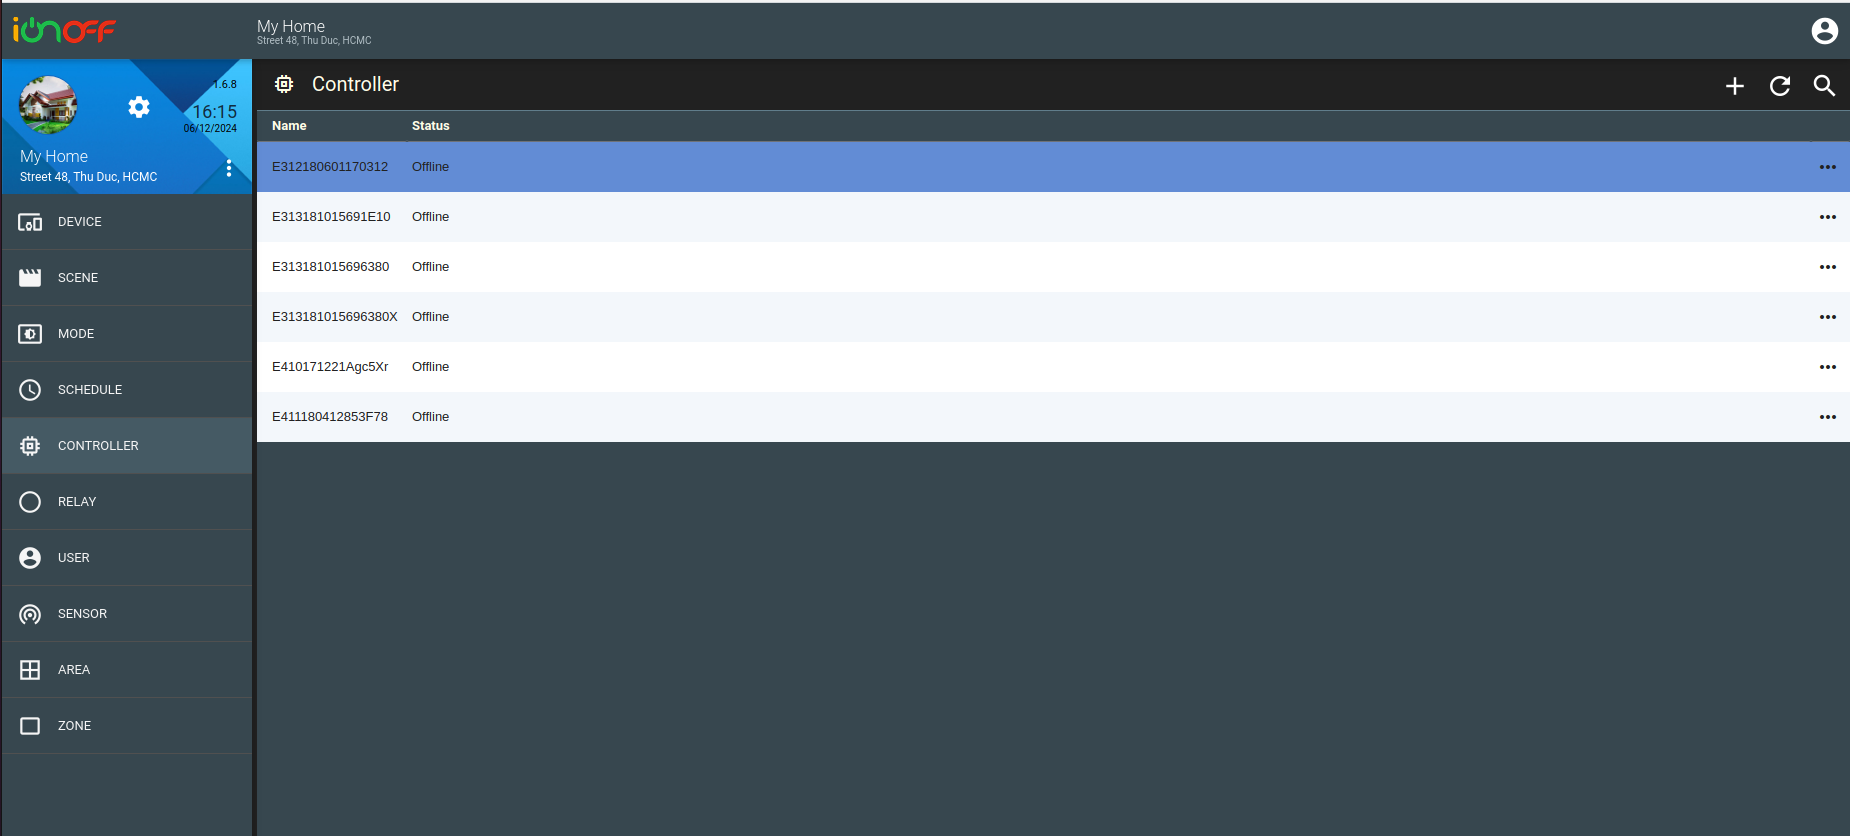 ionoff
My Home
Street 48, Thu Duc, HCMC
1.6.8
16:15
06/12/2024
My Home
Street 48, Thu Duc, HCMC
DEVICE
SCENE
MODE
SCHEDULE
CONTROLLER
RELAY
USER
SENSOR
AREA
ZONE
Controller
Name Status
E312180601170312 Offline
E313181015691E10 Offline
E313181015696380 Offline
E313181015696380X Offline
E410171221Agc5Xr Offline
E411180412853F78 Offline